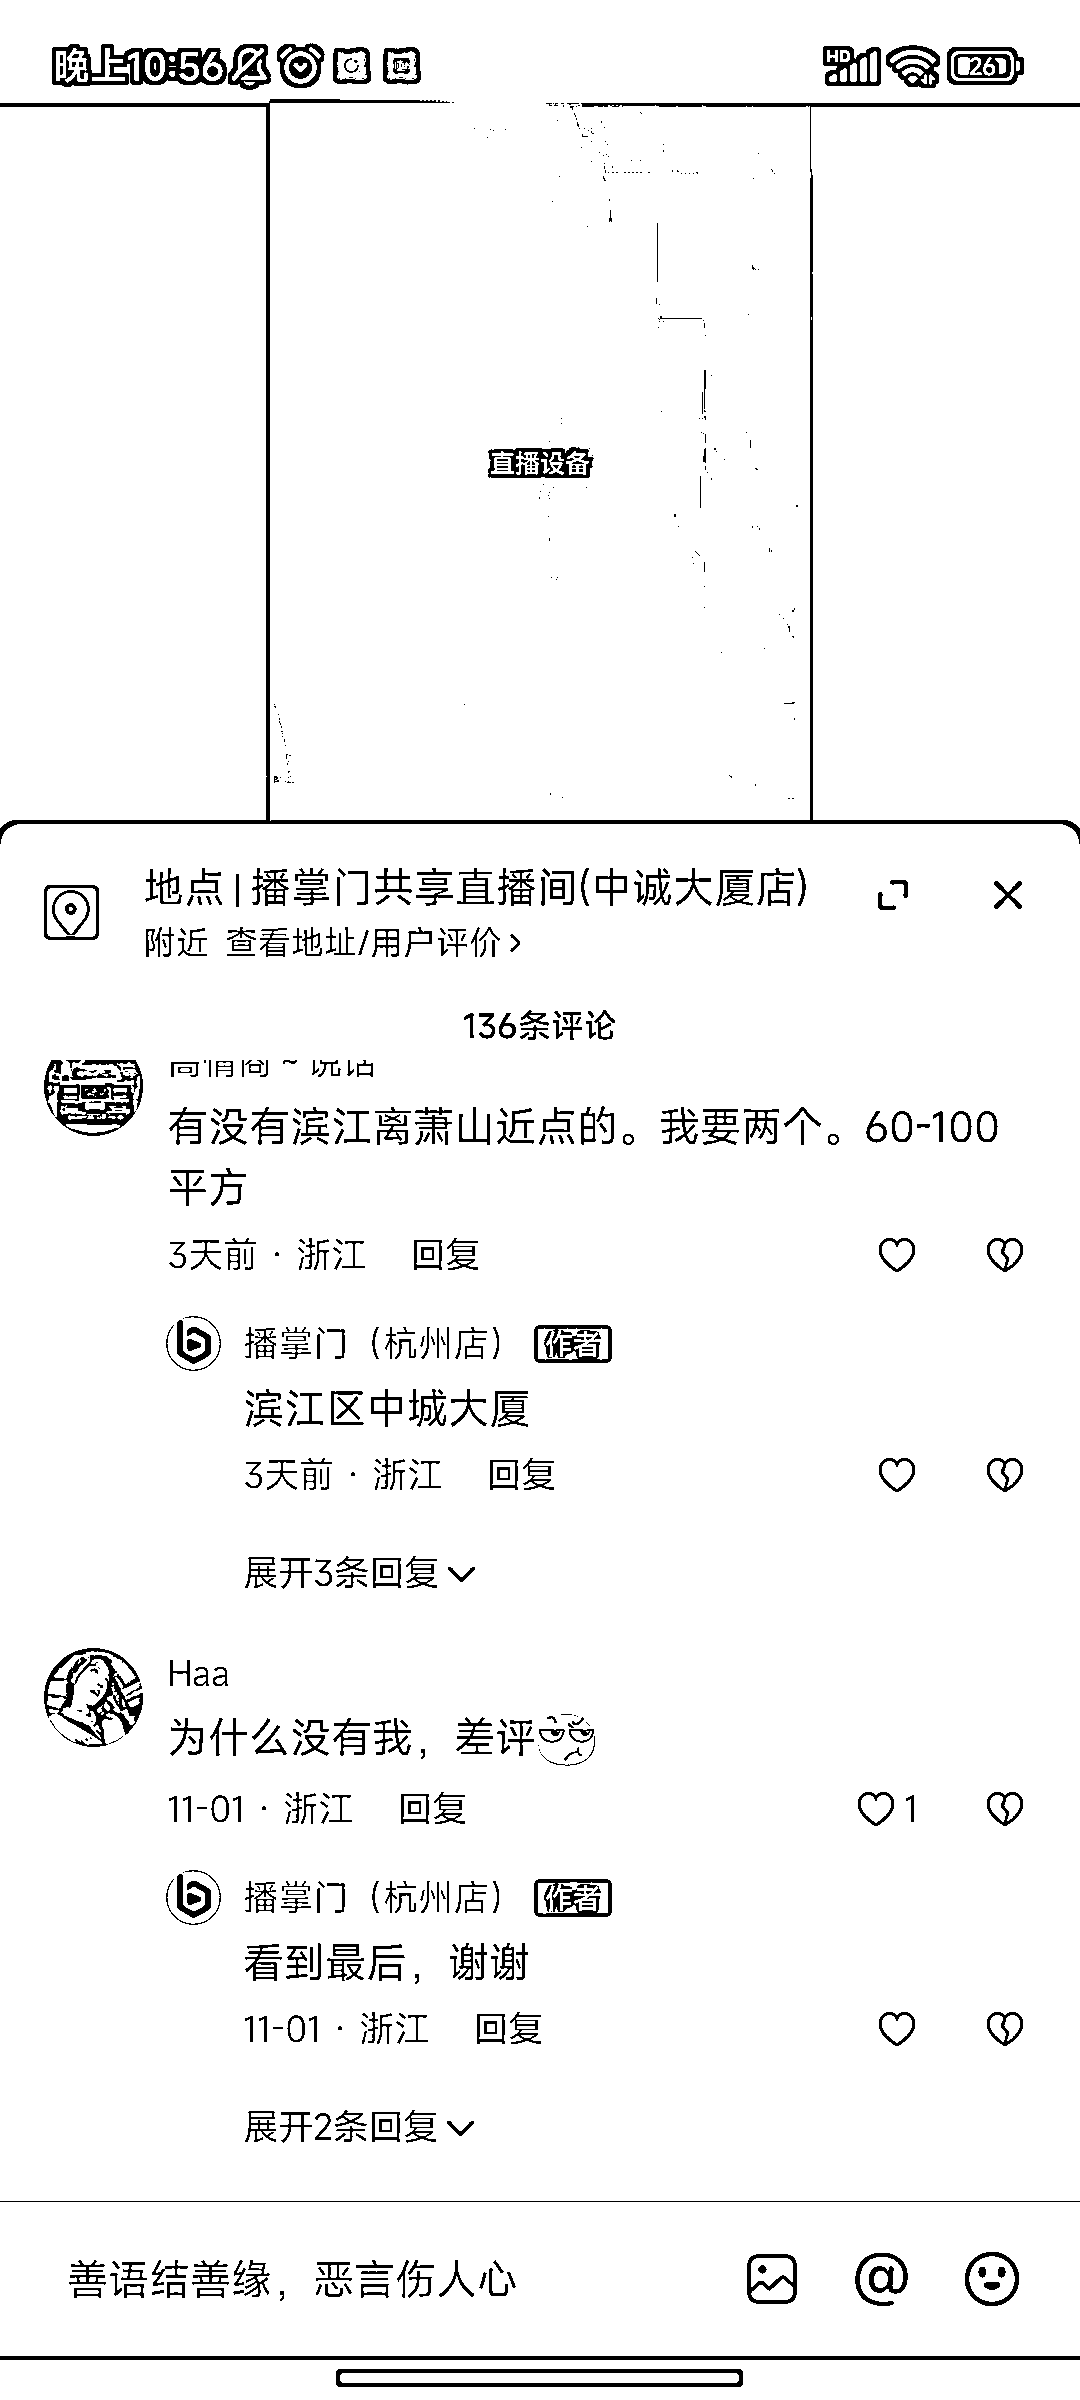 晚上10:56
HD
26
直播设备
地点|播掌门共享直播间(中诚大厦店)
附近 查看地址/用户评价>
136条评论
高情商~说话
有没有滨江离萧山近点的。我要两个。60-100
平方
3天前 · 浙江 回复
播掌门（杭州店） 作者
滨江区中城大厦
3天前 · 浙江 回复
展开3条回复
Haa
为什么没有我，差评
11-01 · 浙江 回复 1
播掌门（杭州店） 作者
看到最后，谢谢
11-01 · 浙江 回复
展开2条回复
善语结善缘，恶言伤人心 @